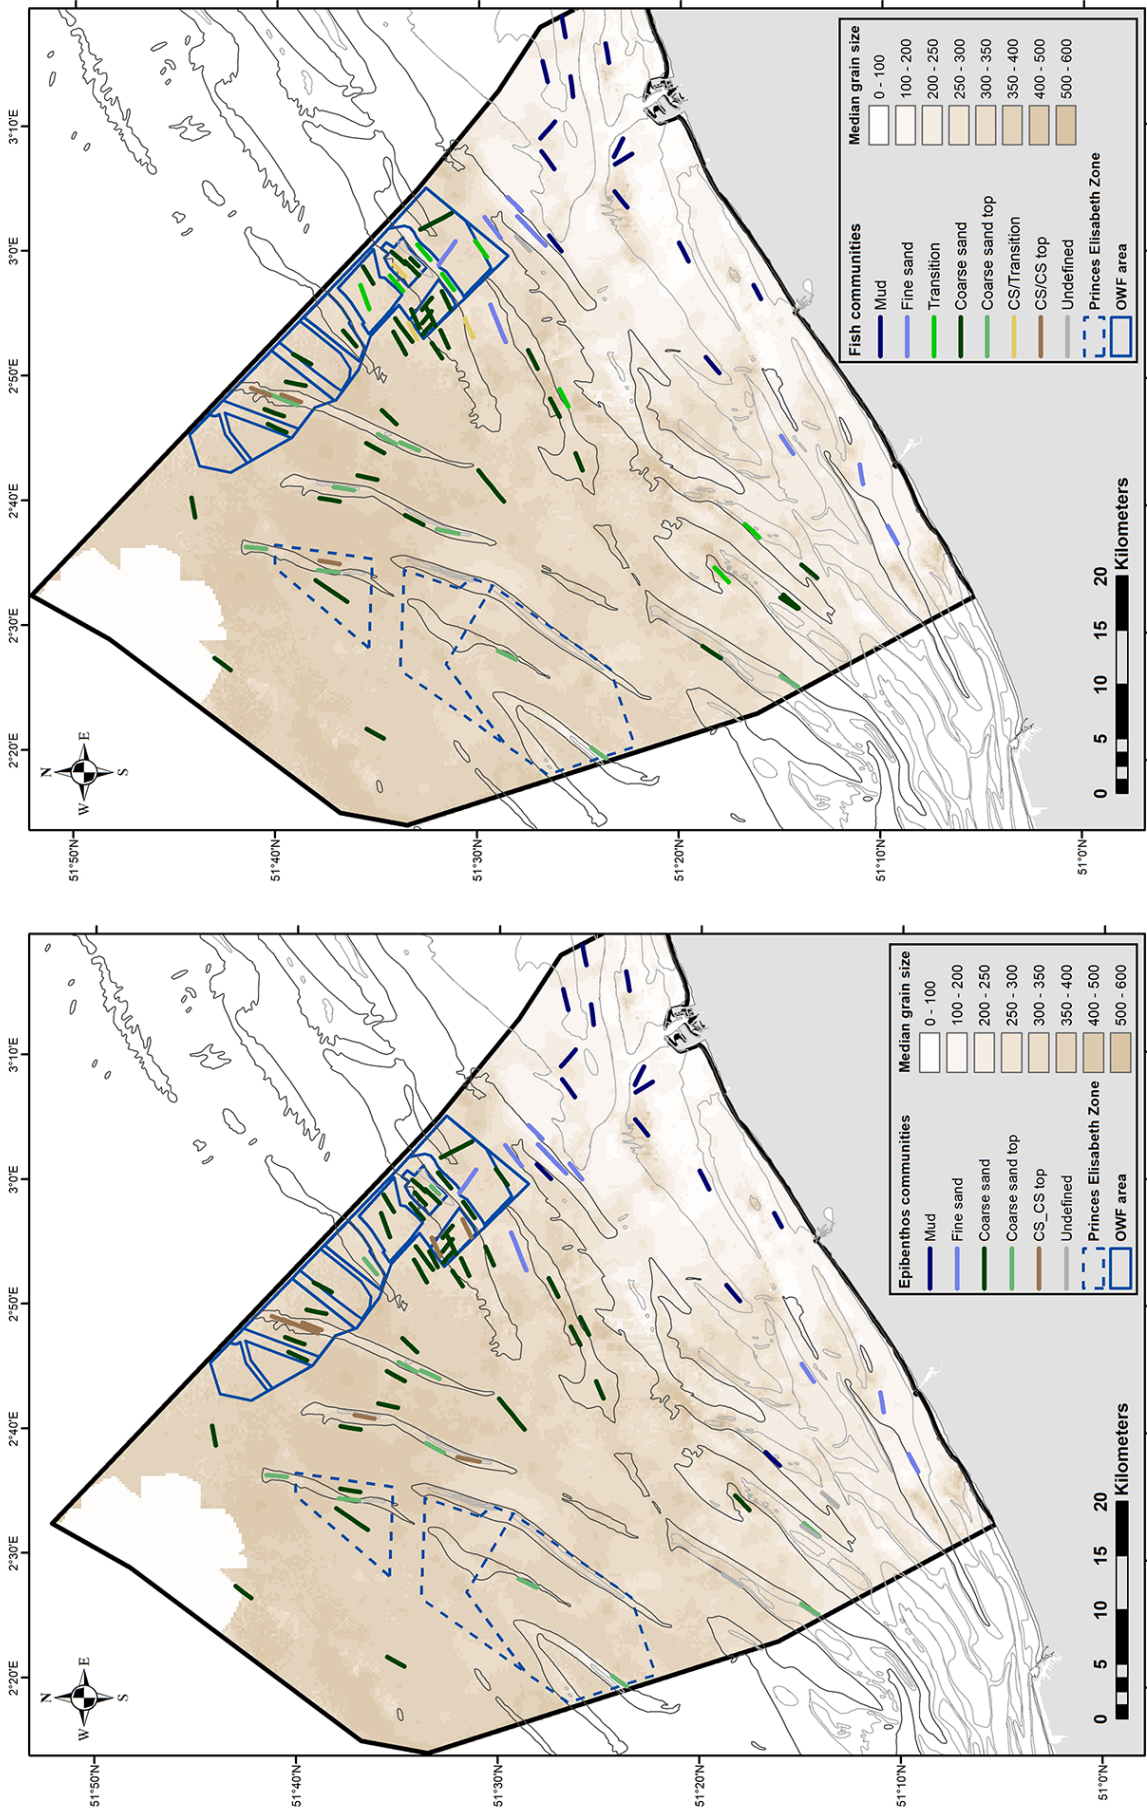 2°20'E
2°30'E
2°40'E
2°50'E
3°0'E
3°10'E
51°50'N
51°40'N
51°30'N
51°20'N
51°10'N
51°0'N
N
W
E
S
Epibenthos communities
Mud
Fine sand
Coarse sand
Coarse sand top
CS_CS top
Undefined
Princes Elisabeth Zone
OWF area
Median grain size
0 - 100
100 - 200
200 - 250
250 - 300
300 - 350
350 - 400
400 - 500
500 - 600
0 5 10 15 20
Kilometers
2°20'E
2°30'E
2°40'E
2°50'E
3°0'E
3°10'E
51°50'N
51°40'N
51°30'N
51°20'N
51°10'N
51°0'N
N
W
E
S
Fish communities
Mud
Fine sand
Transition
Coarse sand
Coarse sand top
CS/Transition
CS/CS top
Undefined
Princes Elisabeth Zone
OWF area
Median grain size
0 - 100
100 - 200
200 - 250
250 - 300
300 - 350
350 - 400
400 - 500
500 - 600
0 5 10 15 20
Kilometers